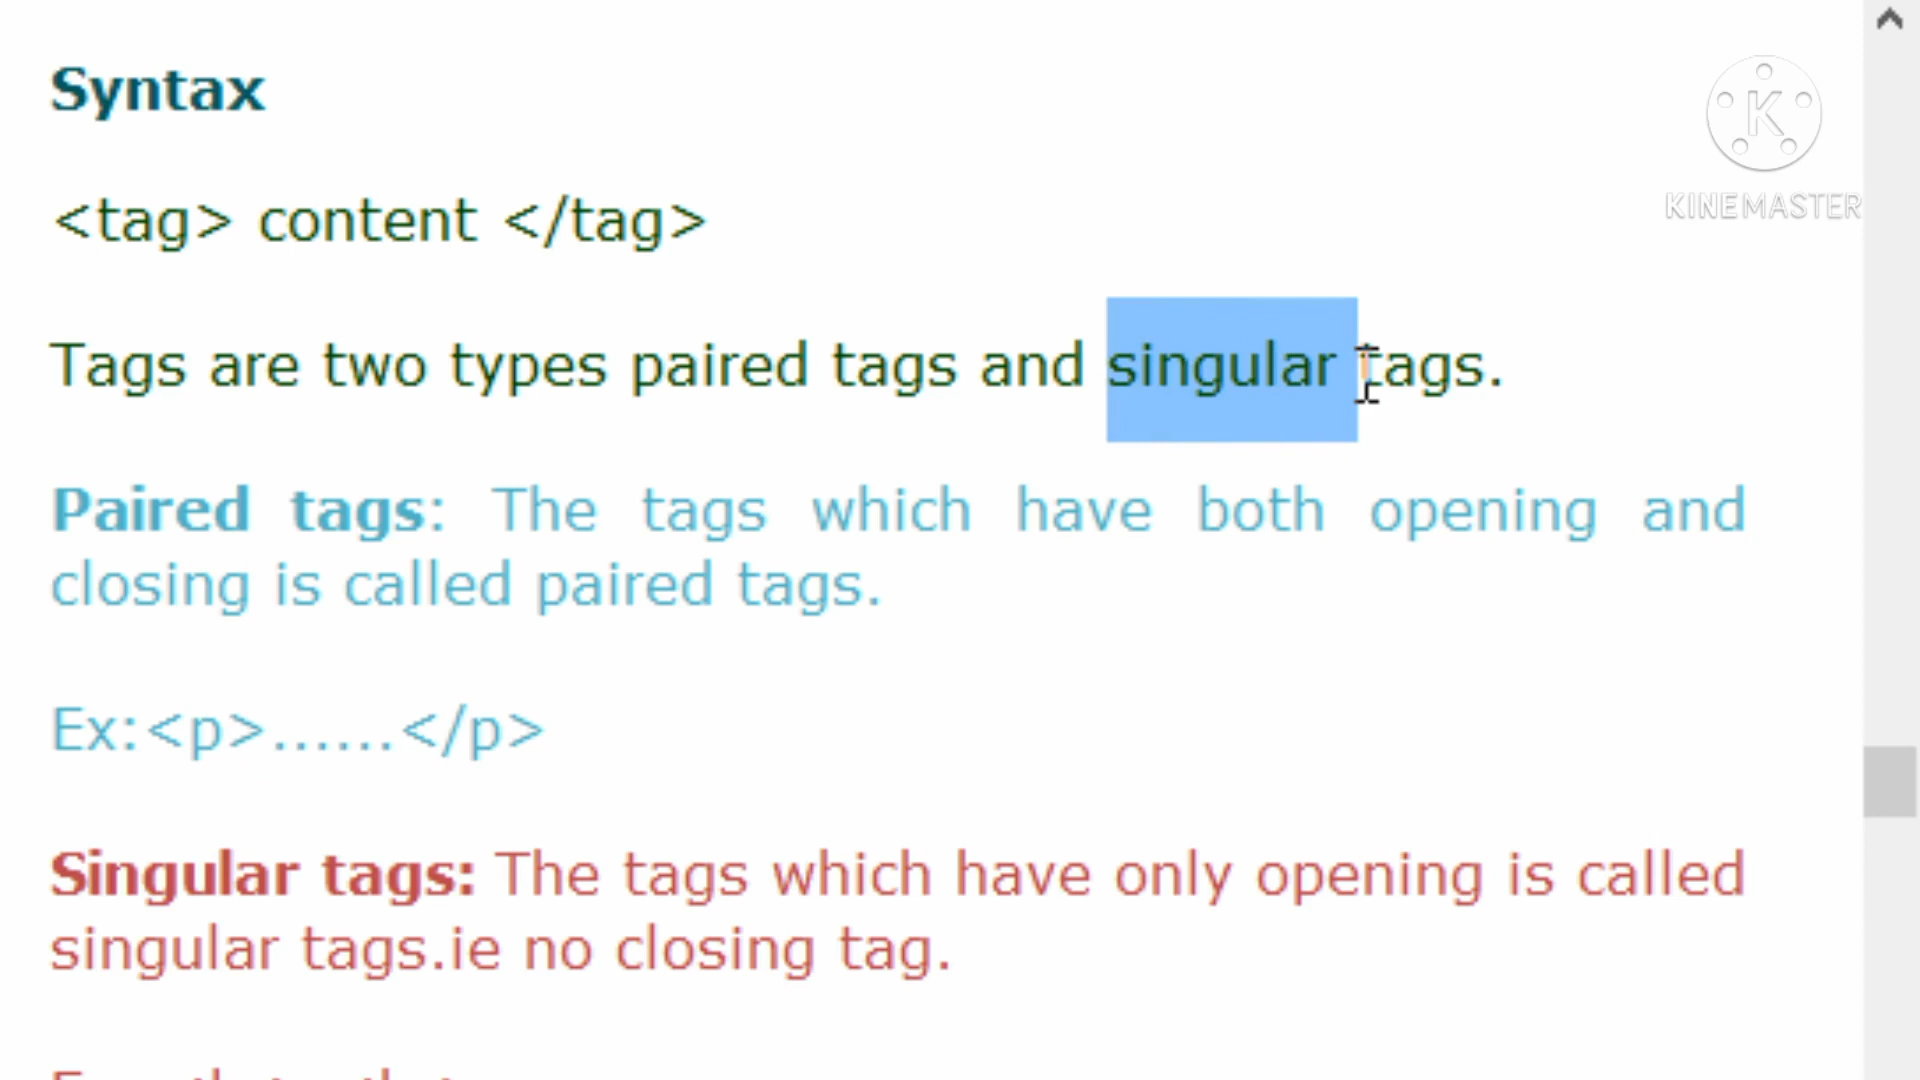 Syntax
K
KINEMASTER
<tag> content </tag>
Tags are two types paired tags and singular tags.
Paired tags: The tags which have both opening and
closing is called paired tags.
Ex:<p>......</p>
Singular tags: The tags which have only opening is called
singular tags.ie no closing tag.